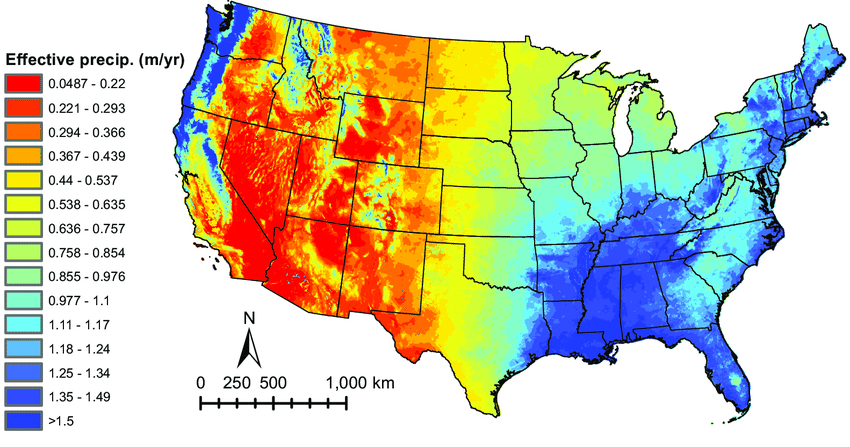 Effective precip. (m/yr)
0.0487 - 0.22
0.221 - 0.293
0.294 - 0.366
0.367 - 0.439
0.44 - 0.537
0.538 - 0.635
0.636 - 0.757
0.758 - 0.854
0.855 - 0.976
0.977 - 1.1
1.11 - 1.17
1.18 - 1.24
1.25 - 1.34
1.35 - 1.49
>1.5
N
0 250 500 1,000 km